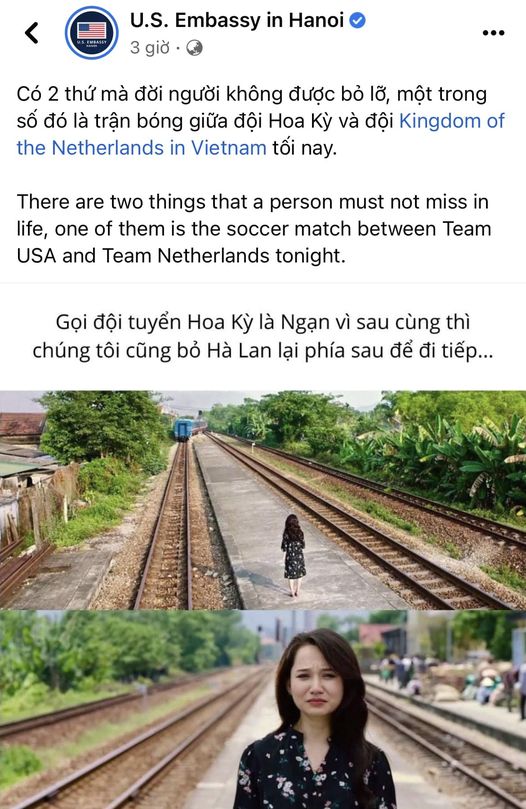 U.S. Embassy in Hanoi
3 giờ ·
U.S. EMBASSY
HANOI
Có 2 thứ mà đời người không được bỏ lỡ, một trong
số đó là trận bóng giữa đội Hoa Kỳ và đội Kingdom of
the Netherlands in Vietnam tối nay.
There are two things that a person must not miss in
life, one of them is the soccer match between Team
USA and Team Netherlands tonight.
Gọi đội tuyển Hoa Kỳ là Ngạn vì sau cùng thì
chúng tôi cũng bỏ Hà Lan lại phía sau để đi tiếp...